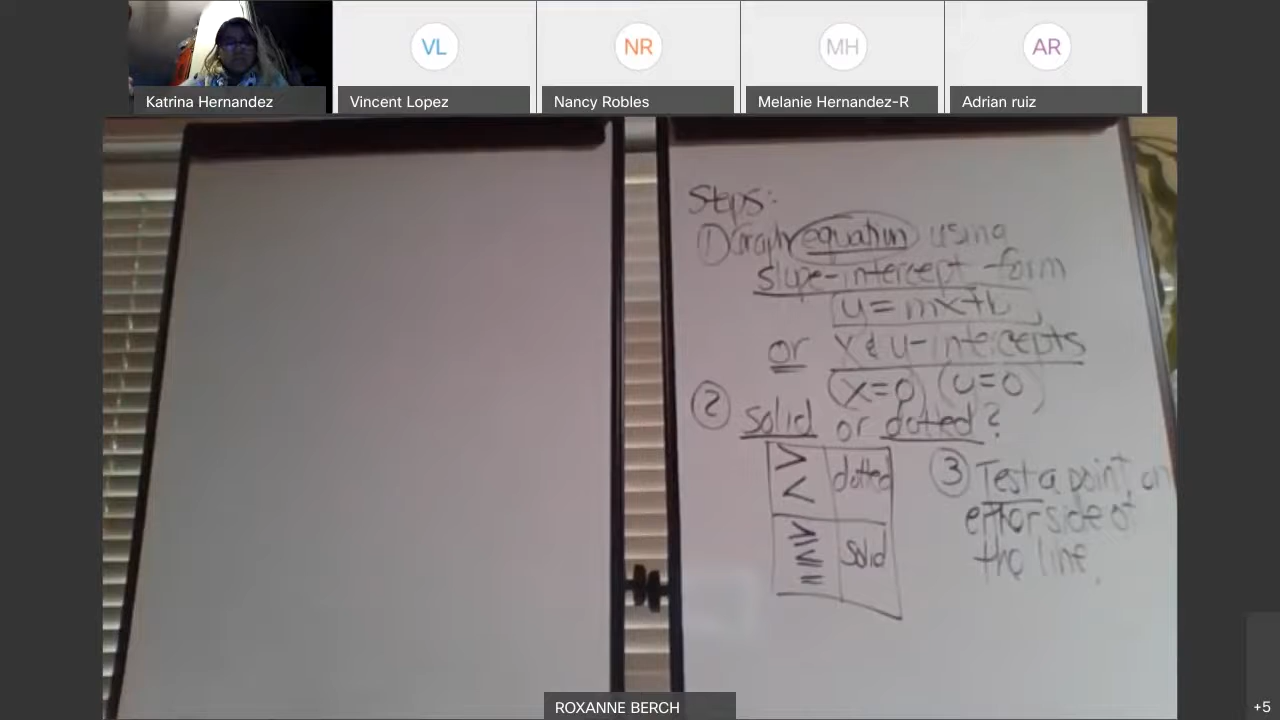 VL
NR
MH
AR
Katrina Hernandez
Vincent Lopez
Nancy Robles
Melanie Hernandez-R
Adrian ruiz
Steps:
① Graph equation using
slope-intercept-form
y=mx+b
or x & y-intercepts
(x=0) (y=0)
② solid or dotted?
> dotted
<
≥ solid
≤
=
③ Test a point on
either side of
the line.
ROXANNE BERCH
+5